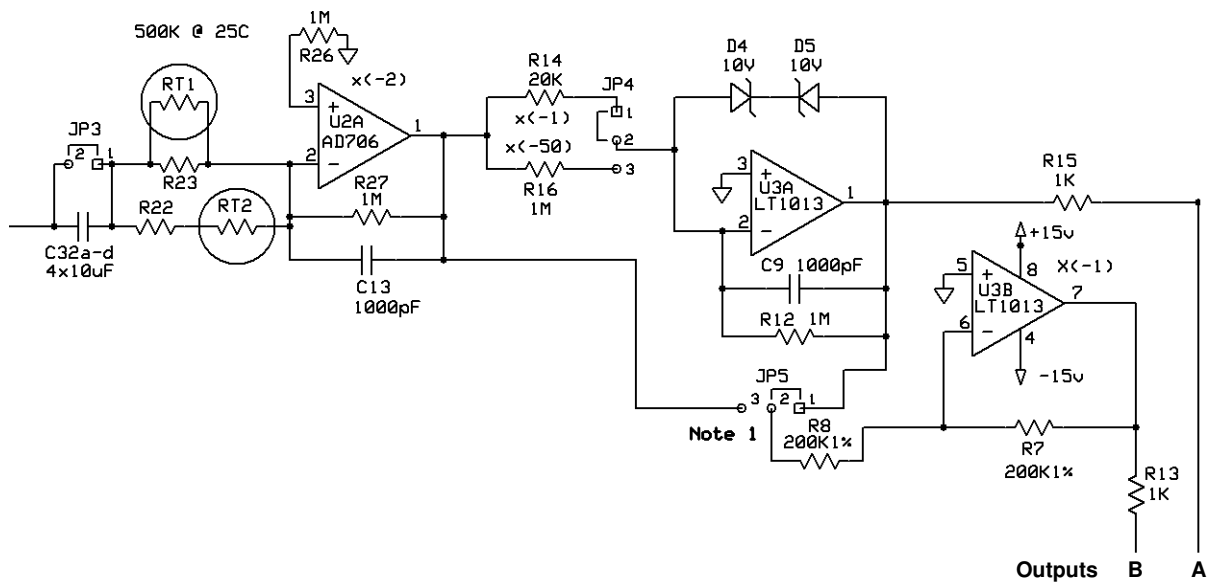 500K @ 25C
1M
R26
x(-2)
RT1
3
+
U2A
AD706
1
2
−
JP3
2
1
R23
R22
RT2
C32a-d
4x10uF
R27
1M
C13
1000pF
R14
20K
x(-1)
x(-50)
R16
1M
JP4
1
2
3
D4
10V
D5
10V
3
+
U3A
LT1013
1
2
−
C9 1000pF
R12 1M
R15
1K
+15v
5
+
8
X(-1)
U3B
LT1013
7
6
−
4
-15v
JP5
3
2
1
Note 1
R8
200K1%
R7
200K1%
R13
1K
Outputs B A